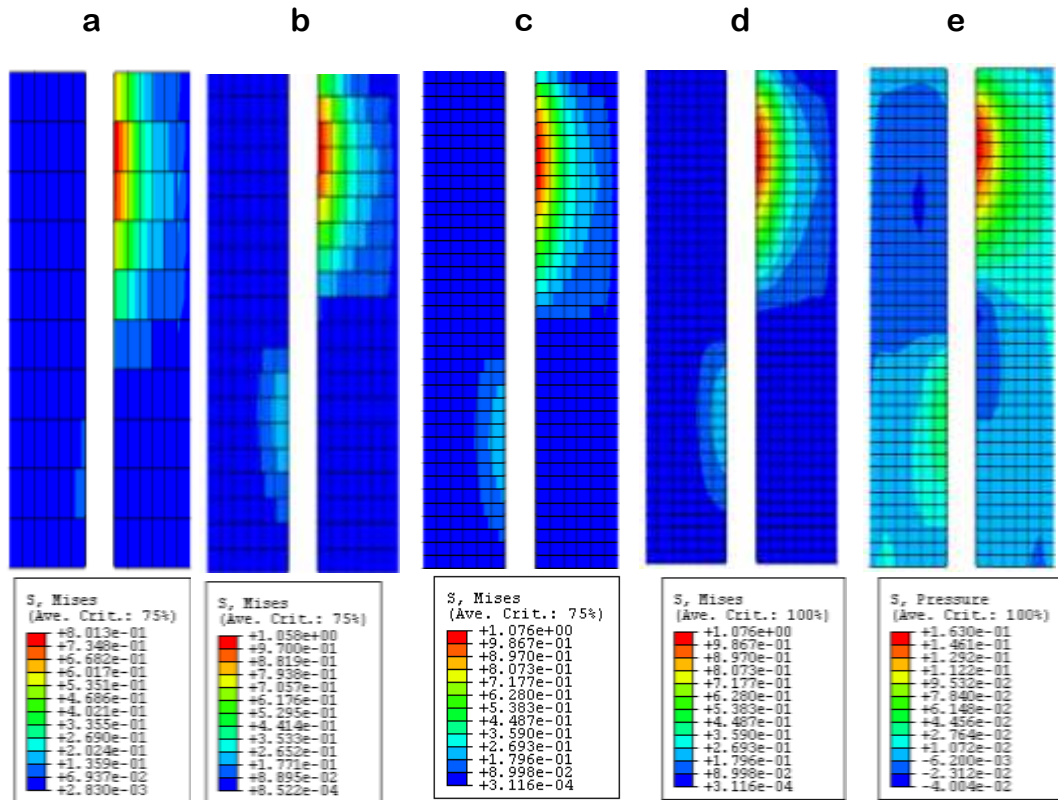 a
b
c
d
e
S, Mises
(Ave. Crit.: 75%)
+8.013e-01
+7.348e-01
+6.682e-01
+6.017e-01
+5.351e-01
+4.686e-01
+4.021e-01
+3.355e-01
+2.690e-01
+2.024e-01
+1.359e-01
+6.937e-02
+2.830e-03
S, Mises
(Ave. Crit.: 75%)
+1.058e+00
+9.700e-01
+8.819e-01
+7.938e-01
+7.057e-01
+6.176e-01
+5.295e-01
+4.414e-01
+3.533e-01
+2.652e-01
+1.771e-01
+8.895e-02
+8.522e-04
S, Mises
(Ave. Crit.: 75%)
+1.076e+00
+9.867e-01
+8.970e-01
+8.073e-01
+7.177e-01
+6.280e-01
+5.383e-01
+4.487e-01
+3.590e-01
+2.693e-01
+1.796e-01
+8.998e-02
+3.116e-04
S, Mises
(Ave. Crit.: 100%)
+1.076e+00
+9.867e-01
+8.970e-01
+8.073e-01
+7.177e-01
+6.280e-01
+5.383e-01
+4.487e-01
+3.590e-01
+2.693e-01
+1.796e-01
+8.998e-02
+3.116e-04
S, Pressure
(Ave. Crit.: 100%)
+1.630e-01
+1.461e-01
+1.292e-01
+1.122e-01
+9.532e-02
+7.840e-02
+6.148e-02
+4.456e-02
+2.764e-02
+1.072e-02
-6.200e-03
-2.312e-02
-4.004e-02